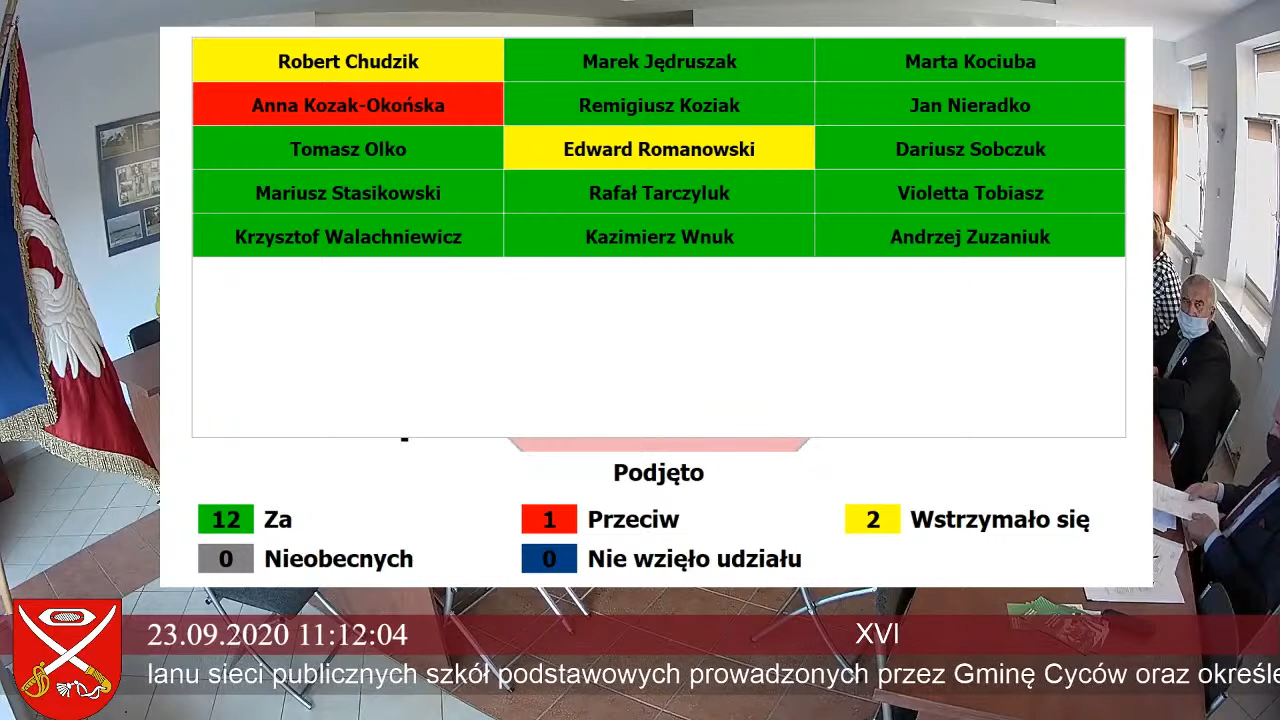 Robert Chudzik Marek Jędruszak Marta Kociuba
Anna Kozak-Okońska Remigiusz Koziak Jan Nieradko
Tomasz Olko Edward Romanowski Dariusz Sobczuk
Mariusz Stasikowski Rafał Tarczyluk Violetta Tobiasz
Krzysztof Walachniewicz Kazimierz Wnuk Andrzej Zuzaniuk
Podjęto
12 Za 1 Przeciw 2 Wstrzymało się
0 Nieobecnych 0 Nie wzięło udziału
23.09.2020 11:12:04 XVI
lanu sieci publicznych szkół podstawowych prowadzonych przez Gminę Cyców oraz określe